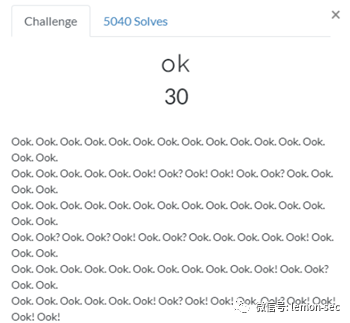 Challenge
5040 Solves
×
ok
30
Ook. Ook. Ook. Ook. Ook. Ook. Ook. Ook. Ook. Ook. Ook. Ook. Ook.
Ook. Ook.
Ook. Ook. Ook. Ook. Ook. Ook! Ook? Ook! Ook! Ook. Ook? Ook. Ook.
Ook. Ook.
Ook. Ook. Ook. Ook. Ook. Ook. Ook. Ook. Ook. Ook. Ook. Ook. Ook.
Ook. Ook.
Ook. Ook? Ook. Ook? Ook! Ook. Ook? Ook. Ook. Ook. Ook. Ook! Ook.
Ook. Ook.
Ook. Ook. Ook. Ook. Ook. Ook. Ook. Ook. Ook. Ook! Ook. Ook?
Ook. Ook.
Ook. Ook. Ook. Ook. Ook! Ook? Ook! Ook! Ook. Ook? Ook! Ook!
Ook! Ook!
微信号: lemon-sec